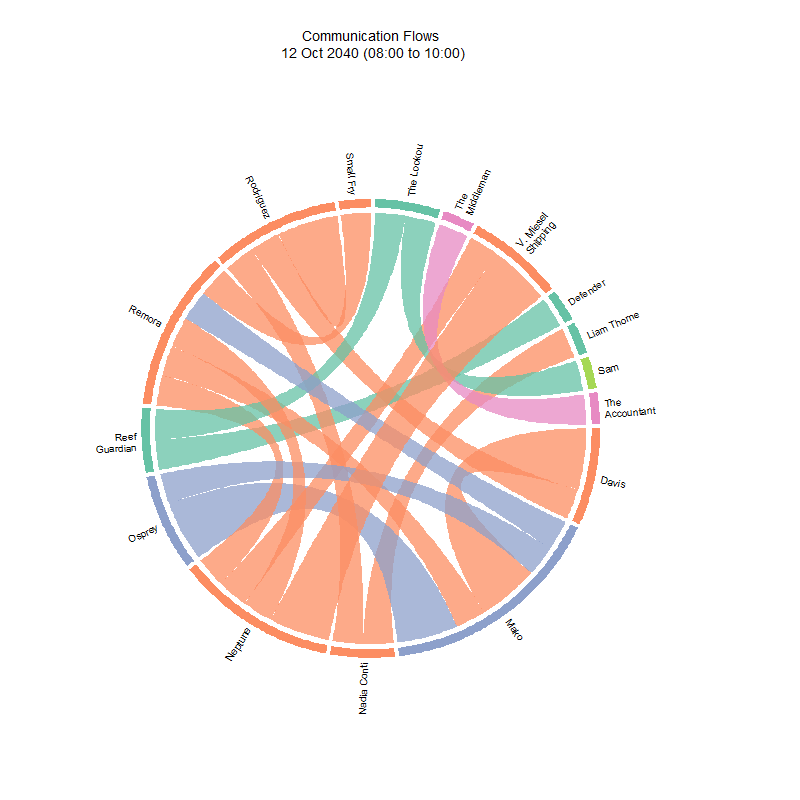 Communication Flows
12 Oct 2040 (08:00 to 10:00)
The Lookou
The
Middleman
V. Miesel
Shipping
Defender
Liam Thorne
Sam
The
Accountant
Davis
Mako
Nadia Conti
Neptune
Osprey
Reef
Guardian
Remora
Rodriguez
Small Fry